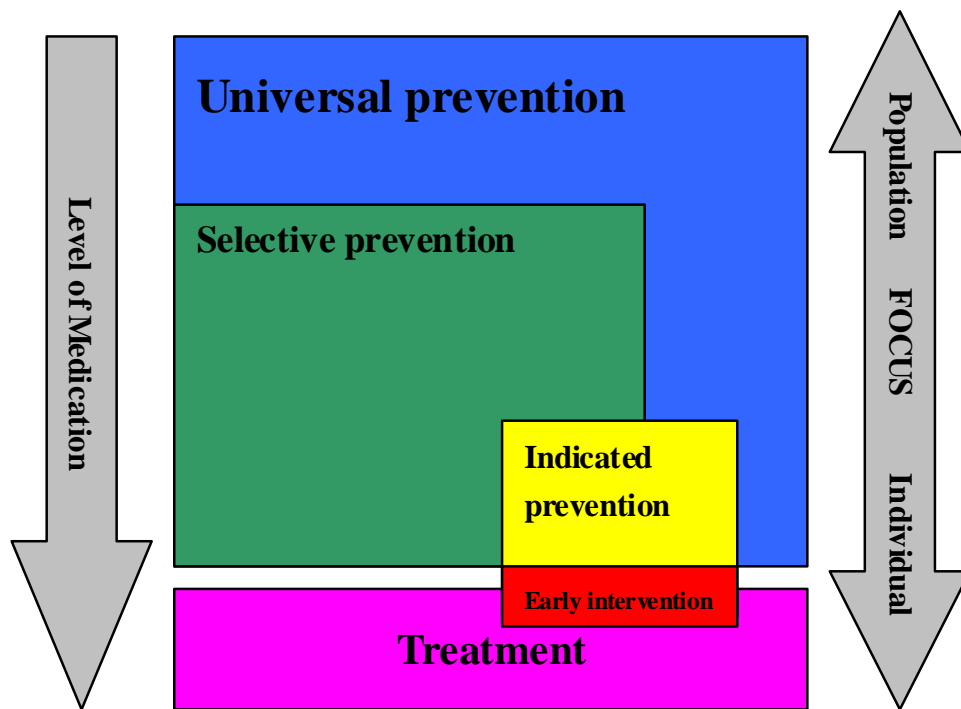 Universal prevention
Selective prevention
Indicated
prevention
Early intervention
Treatment
Level of Medication
Population FOCUS Individual